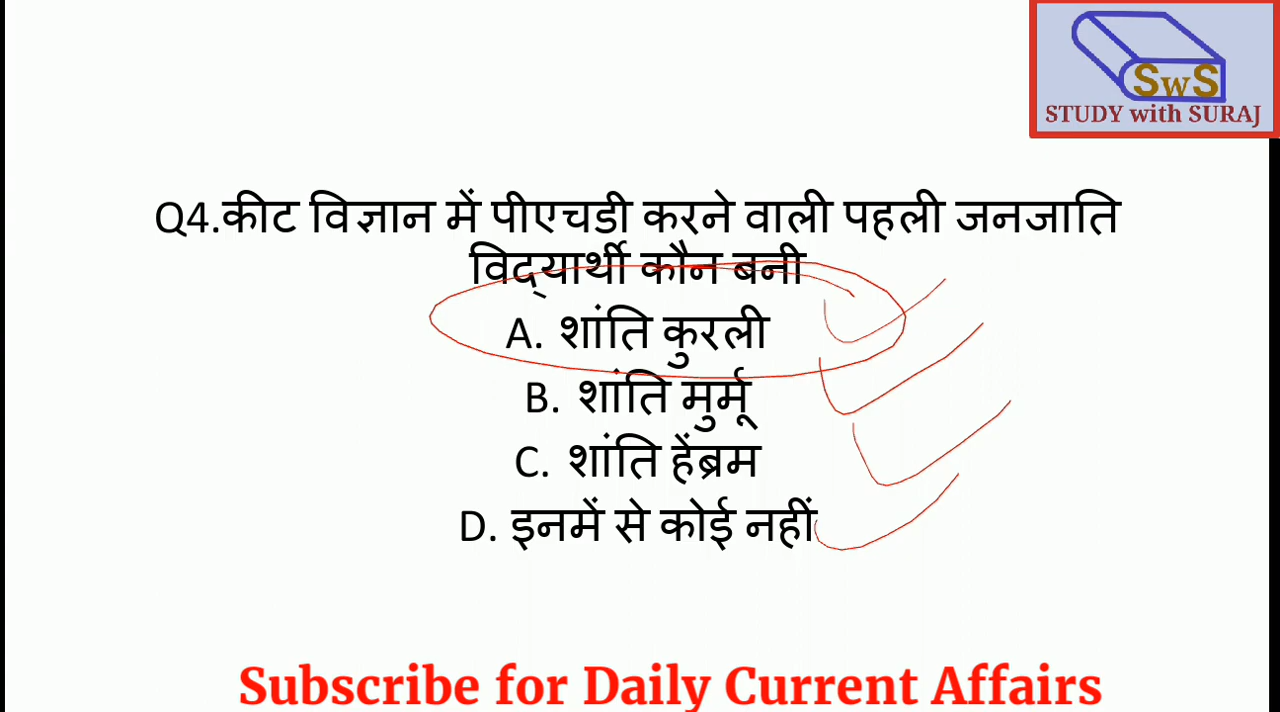 SwS
STUDY with SURAJ
Q4.कीट विज्ञान में पीएचडी करने वाली पहली जनजाति
विद्यार्थी कौन बनी
A. शांति कुरली
B. शांति मुर्मू
C. शांति हेंब्रम
D. इनमें से कोई नहीं
Subscribe for Daily Current Affairs